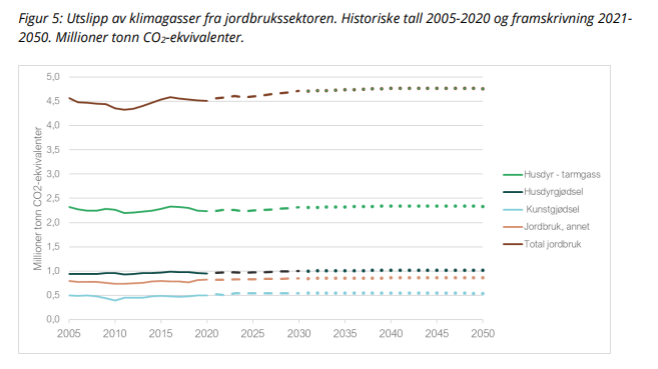 Figur 5: Utslipp av klimagasser fra jordbrukssektoren. Historiske tall 2005-2020 og framskrivning 2021-
2050. Millioner tonn CO₂-ekvivalenter.
Millioner tonn CO2-ekvivalenter
5,0
4,5
4,0
3,5
3,0
2,5
2,0
1,5
1,0
0,5
0,0
2005 2010 2015 2020 2025 2030 2035 2040 2045 2050
Husdyr - tarmgass
Husdyrgjødsel
Kunstgjødsel
Jordbruk, annet
Total jordbruk